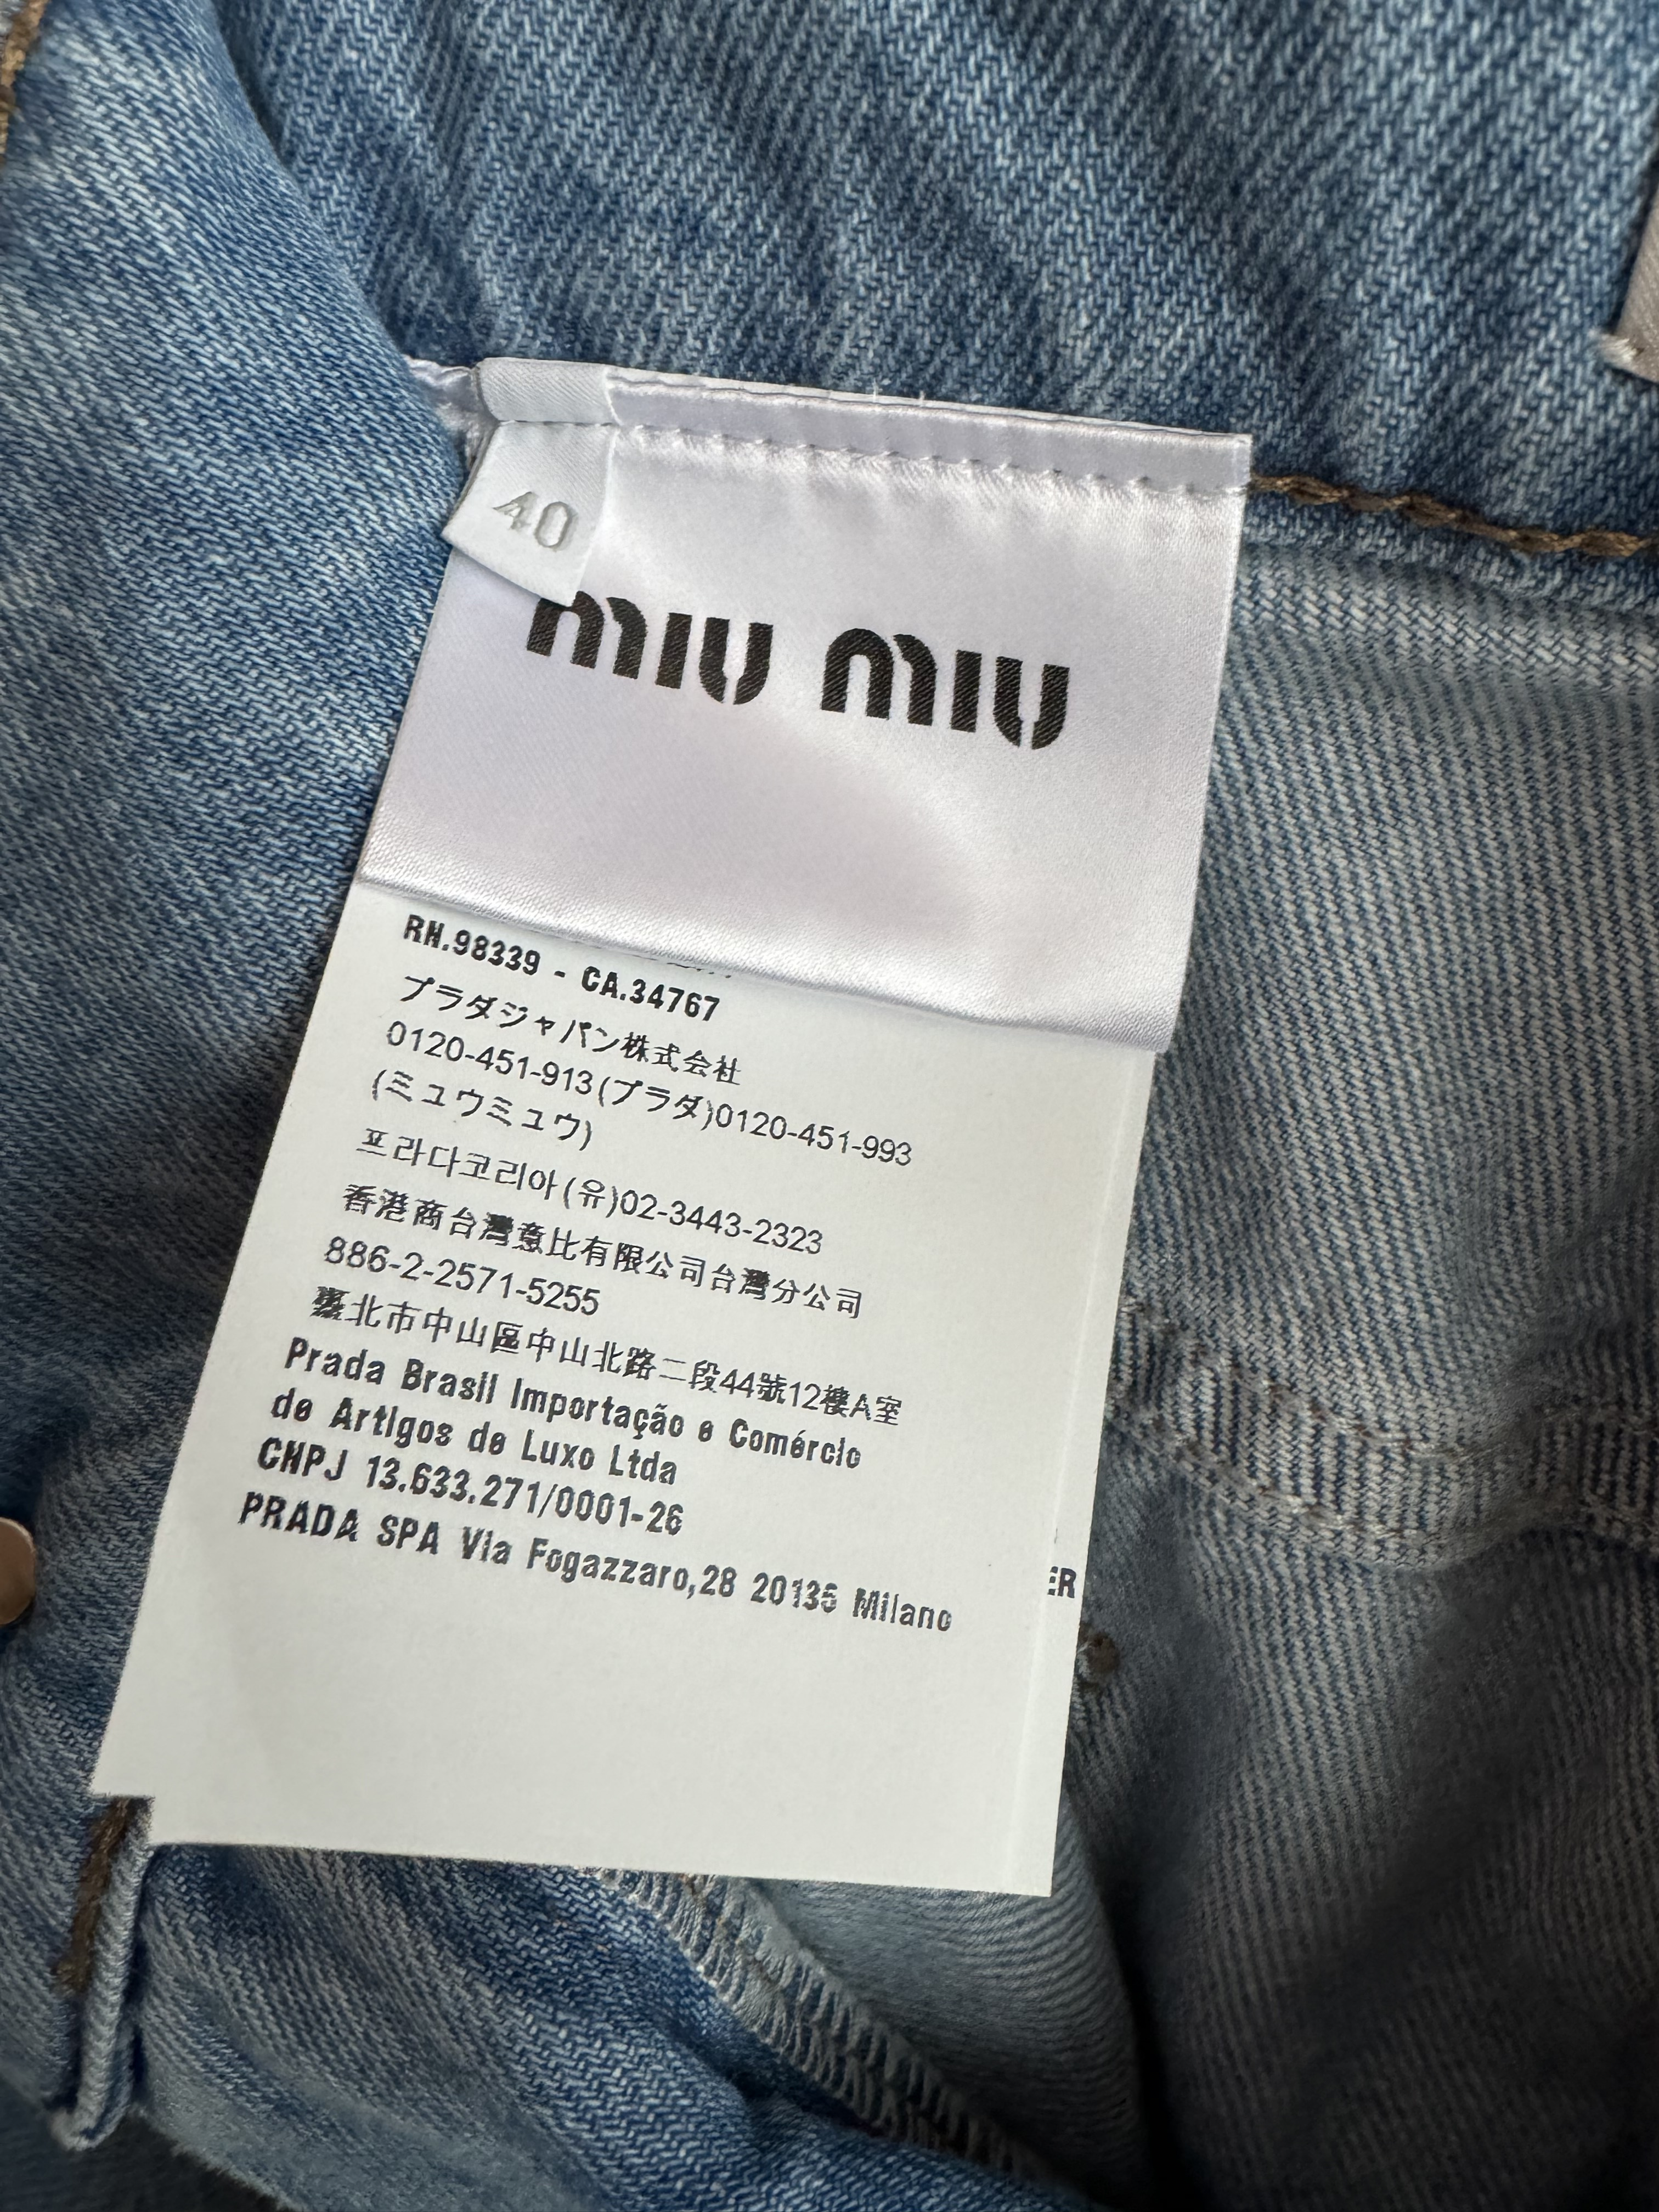 40
miu miu
RN.98339 - CA.34767
プラダジャパン株式会社
0120-451-913(プラダ)0120-451-993
(ミュウミュウ)
프라다코리아(유)02-3443-2323
香港商台灣意比有限公司台灣分公司
886-2-2571-5255
臺北市中山區中山北路二段44號12樓A室
Prada Brasil Importação e Comércio
de Artigos de Luxo Ltda
CNPJ 13.633.271/0001-26
PRADA SPA Via Fogazzaro,28 20135 Milano
ER